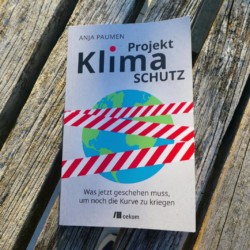 ANJA PAUMEN
Projekt
Klima
SCHUTZ
Was jetzt geschehen muss,
um noch die Kurve zu kriegen
oekom